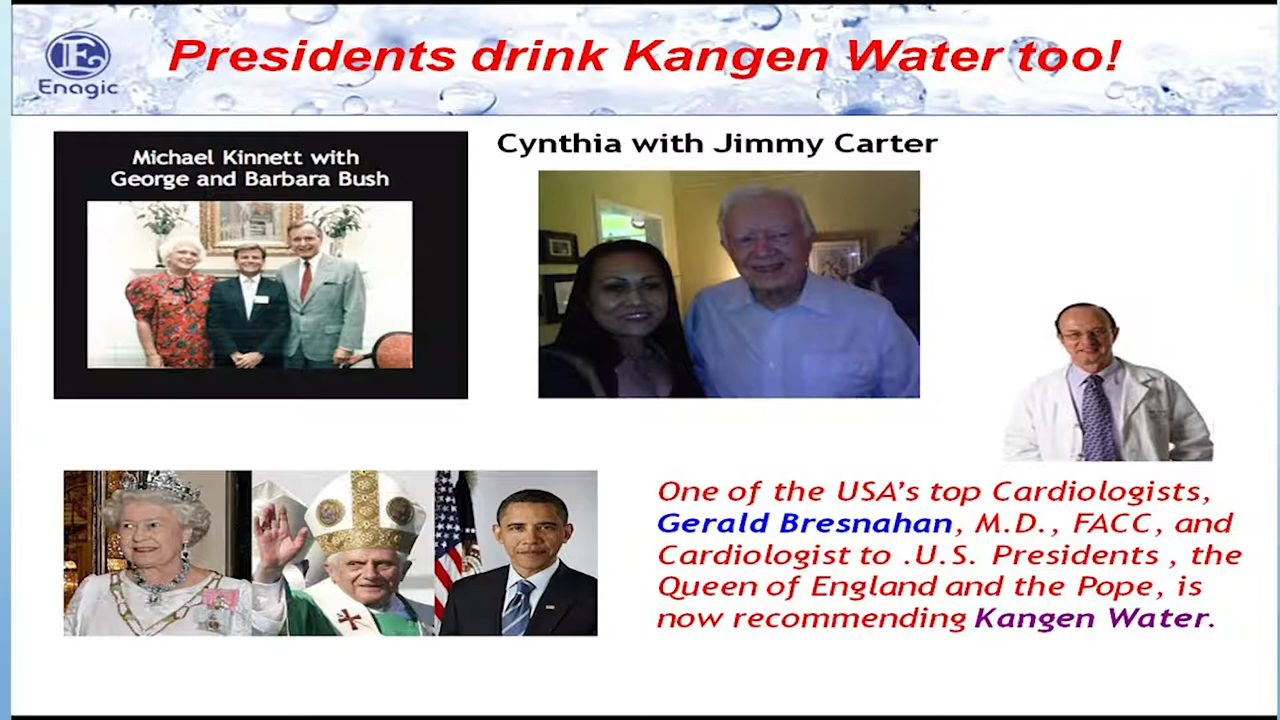 Enagic
Presidents drink Kangen Water too!
Michael Kinnett with
George and Barbara Bush
Cynthia with Jimmy Carter
One of the USA's top Cardiologists,
Gerald Bresnahan, M.D., FACC, and
Cardiologist to .U.S. Presidents , the
Queen of England and the Pope, is
now recommending Kangen Water.